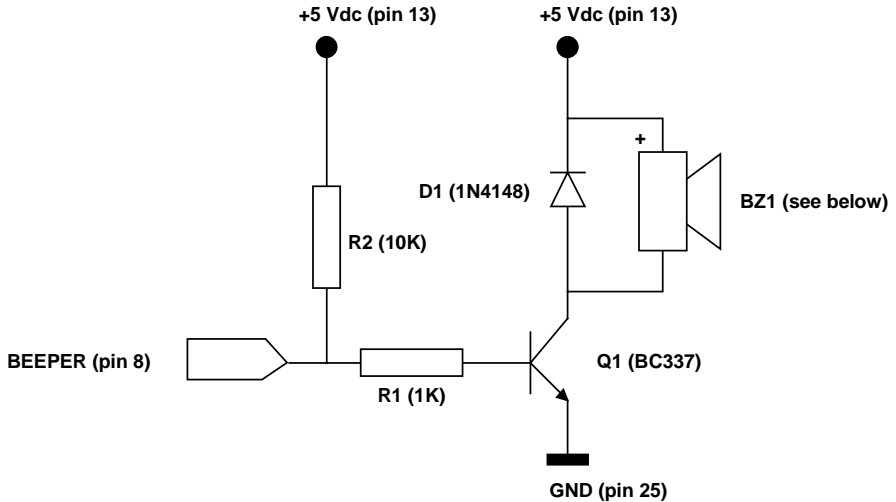 +5 Vdc (pin 13)
+5 Vdc (pin 13)
+
D1 (1N4148)
BZ1 (see below)
R2 (10K)
BEEPER (pin 8)
Q1 (BC337)
R1 (1K)
GND (pin 25)